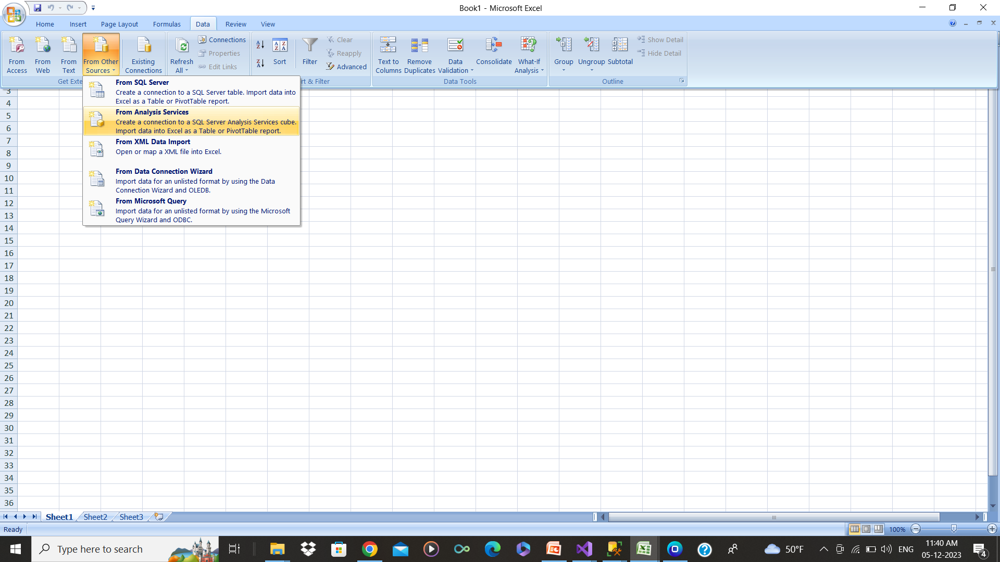 Book1 - Microsoft Excel
Home Insert Page Layout Formulas Data Review View
From Access
From Web
From Text
From Other Sources
Existing Connections
Refresh All
Connections
Properties
Edit Links
Sort
Filter
Clear
Reapply
Advanced
Text to Columns
Remove Duplicates
Data Validation
Consolidate
What-If Analysis
Group
Ungroup
Subtotal
Show Detail
Hide Detail
Get Exte
rt & Filter
Data Tools
Outline
From SQL Server
Create a connection to a SQL Server table. Import data into
Excel as a Table or PivotTable report.
From Analysis Services
Create a connection to a SQL Server Analysis Services cube.
Import data into Excel as a Table or PivotTable report.
From XML Data Import
Open or map a XML file into Excel.
From Data Connection Wizard
Import data for an unlisted format by using the Data
Connection Wizard and OLEDB.
From Microsoft Query
Import data for an unlisted format by using the Microsoft
Query Wizard and ODBC.
3
4
5
6
7
8
9
10
11
12
13
14
15
16
17
18
19
20
21
22
23
24
25
26
27
28
29
30
31
32
33
34
35
36
Sheet1 Sheet2 Sheet3
Ready
100%
Type here to search
50°F
ENG
11:40 AM
05-12-2023
4